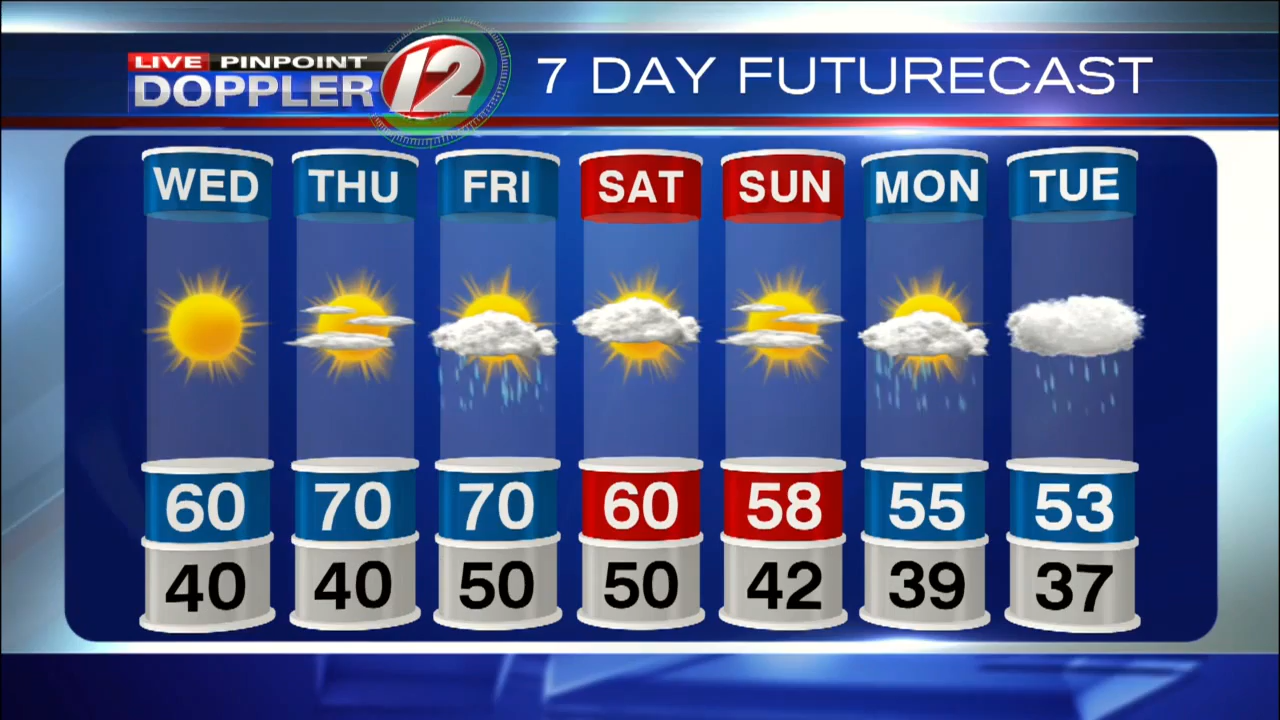 LIVE PINPOINT
DOPPLER 12
7 DAY FUTURECAST
WED THU FRI SAT SUN MON TUE
60 70 70 60 58 55 53
40 40 50 50 42 39 37